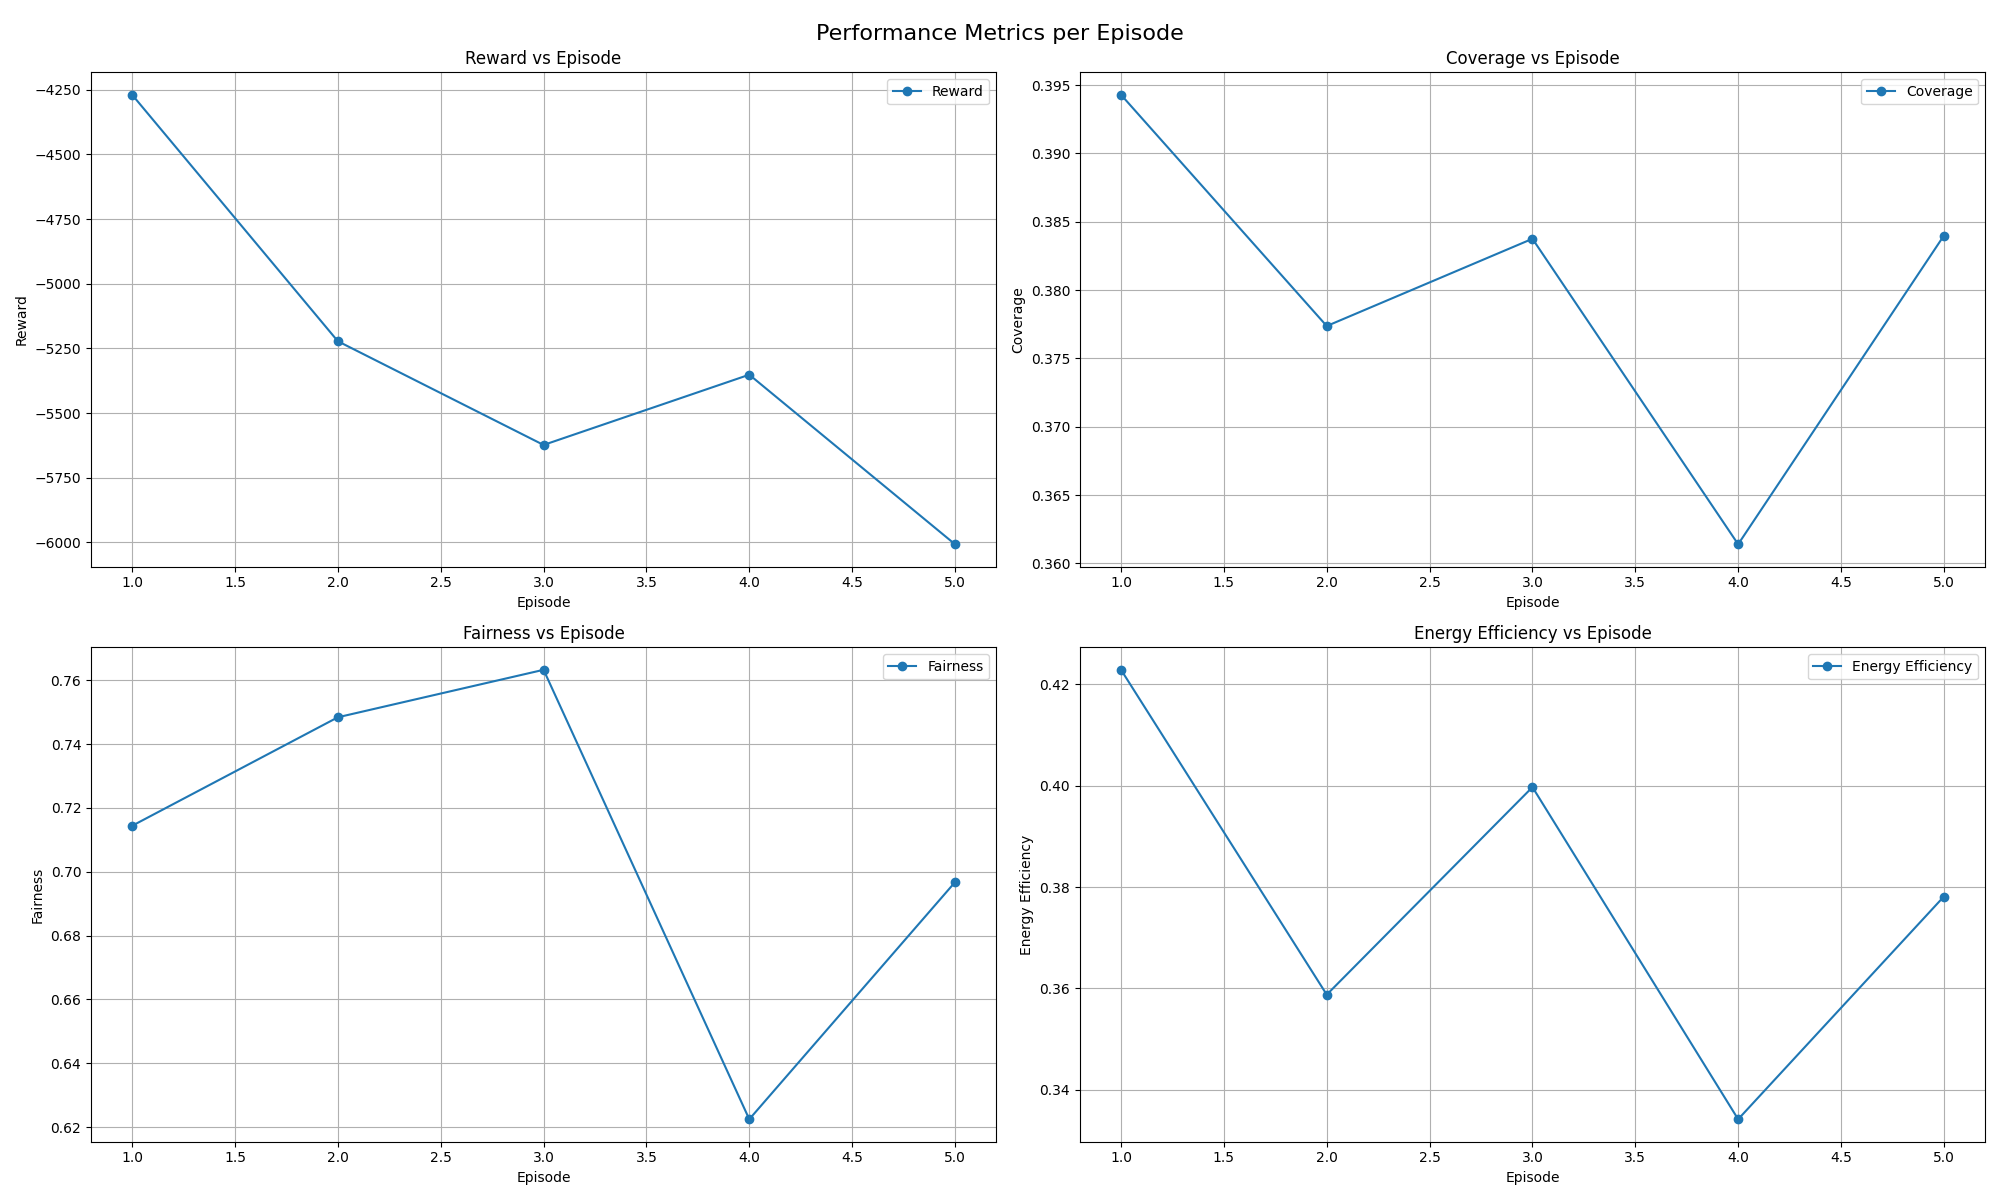 Performance Metrics per Episode
Reward vs Episode
Reward
−4250
−4500
−4750
−5000
−5250
−5500
−5750
−6000
Reward
1.0 1.5 2.0 2.5 3.0 3.5 4.0 4.5 5.0
Episode
Coverage vs Episode
Coverage
0.395
0.390
0.385
0.380
0.375
0.370
0.365
0.360
Coverage
1.0 1.5 2.0 2.5 3.0 3.5 4.0 4.5 5.0
Episode
Fairness vs Episode
Fairness
0.76
0.74
0.72
0.70
0.68
0.66
0.64
0.62
Fairness
1.0 1.5 2.0 2.5 3.0 3.5 4.0 4.5 5.0
Episode
Energy Efficiency vs Episode
Energy Efficiency
0.42
0.40
0.38
0.36
0.34
Energy Efficiency
1.0 1.5 2.0 2.5 3.0 3.5 4.0 4.5 5.0
Episode